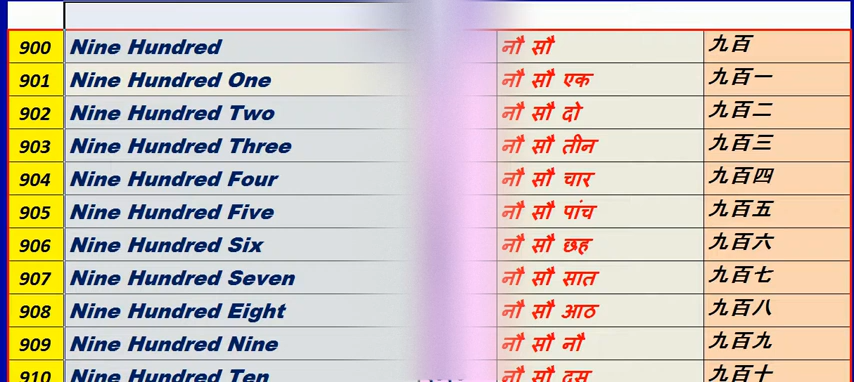 900 Nine Hundred नौ सौ 九百
901 Nine Hundred One नौ सौ एक 九百一
902 Nine Hundred Two नौ सौ दो 九百二
903 Nine Hundred Three नौ सौ तीन 九百三
904 Nine Hundred Four नौ सौ चार 九百四
905 Nine Hundred Five नौ सौ पांच 九百五
906 Nine Hundred Six नौ सौ छह 九百六
907 Nine Hundred Seven नौ सौ सात 九百七
908 Nine Hundred Eight नौ सौ आठ 九百八
909 Nine Hundred Nine नौ सौ नौ 九百九
910 Nine Hundred Ten नौ सौ दस 九百十